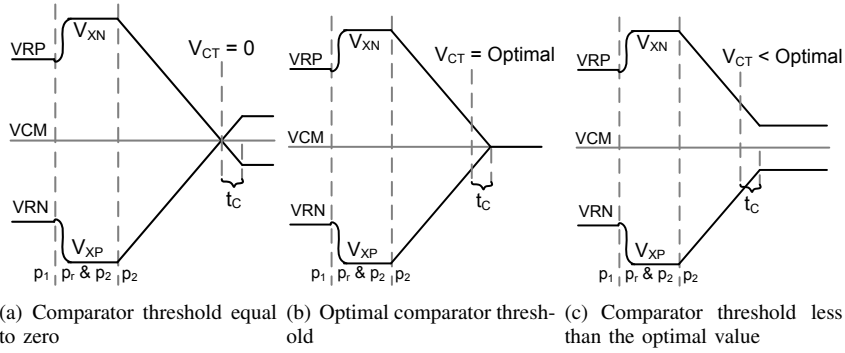 VRP
V_XN
V_CT = 0
VCM
t_C
VRN
V_XP
p_1 p_r & p_2 p_2
(a) Comparator threshold equal
to zero
VRP
V_XN
V_CT = Optimal
VCM
t_C
VRN
V_XP
p_1 p_r & p_2 p_2
(b) Optimal comparator thresh-
old
VRP
V_XN
V_CT < Optimal
VCM
t_C
VRN
V_XP
p_1 p_r & p_2 p_2
(c) Comparator threshold less
than the optimal value